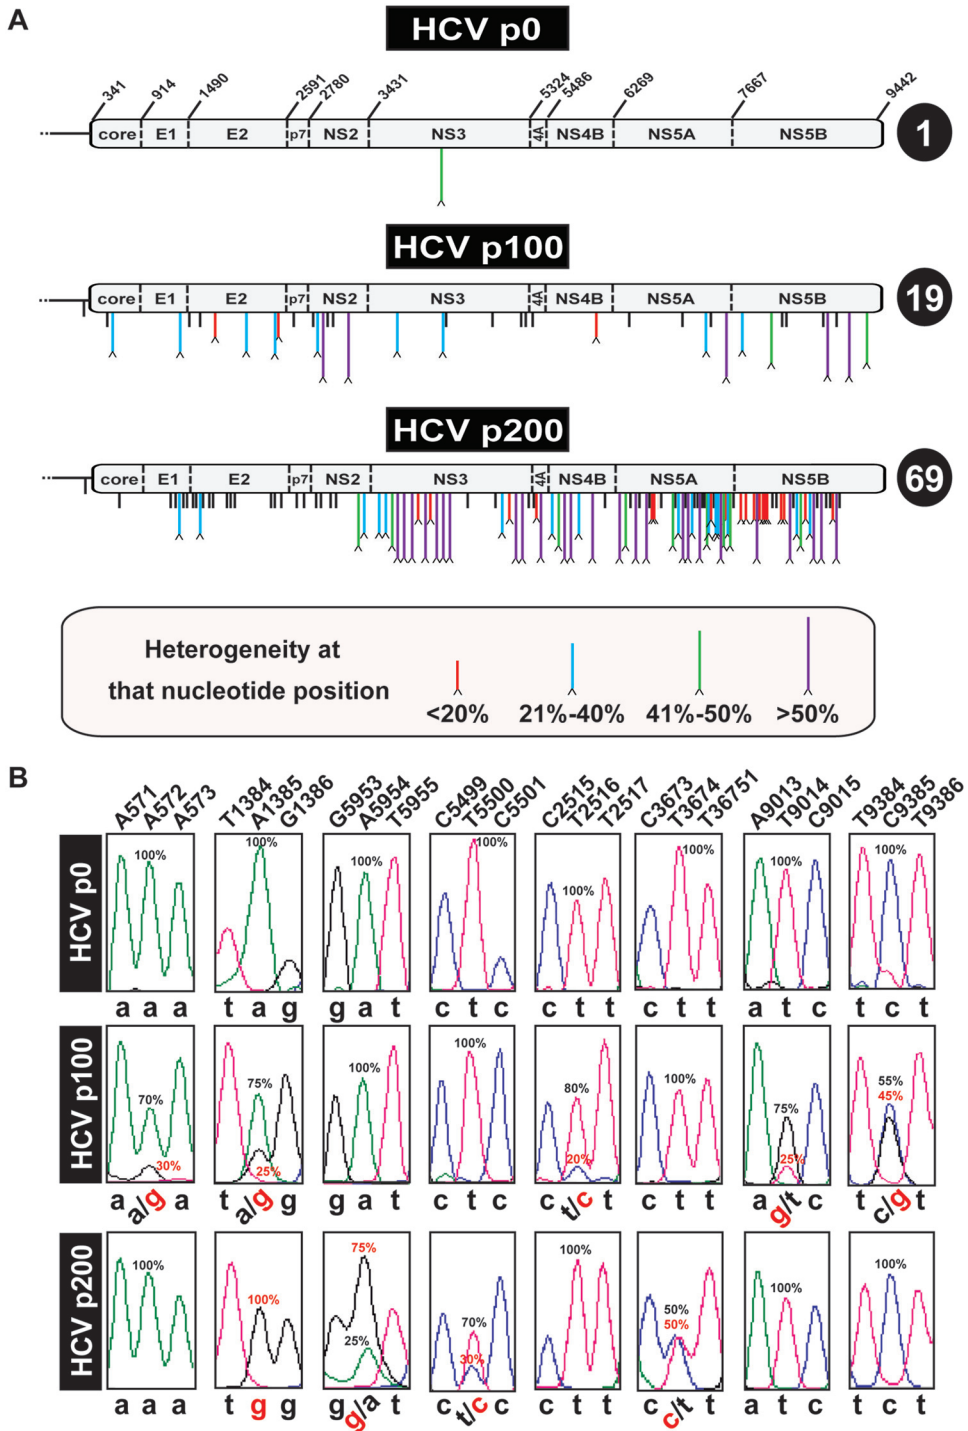 A
HCV p0
341 914 1490 2591 2780 3431 5324 5486 6269 7667 9442
core E1 E2 p7 NS2 NS3 4A NS4B NS5A NS5B
1
HCV p100
core E1 E2 p7 NS2 NS3 4A NS4B NS5A NS5B
19
HCV p200
core E1 E2 p7 NS2 NS3 4A NS4B NS5A NS5B
69
Heterogeneity at
that nucleotide position
<20% 21%-40% 41%-50% >50%
B
A571 A572 A573 T1384 A1385 G1386 G5953 A5954 T5955 C5499 T5500 C5501 C2515 T2516 T2517 C3673 T3674 T36751 A9013 T9014 C9015 T9384 C9385 T9386
HCV p0
100% 100% 100% 100% 100% 100% 100% 100%
a a a t a g g a t c t c c t t c t t a t c t c t
HCV p100
70% 30% 75% 25% 100% 100% 80% 20% 100% 75% 25% 55% 45%
a a/g a t a/g g g a t c t c c t/c t c t t a g/t c t c/g t
HCV p200
100% 100% 75% 25% 70% 30% 100% 50% 50% 100% 100%
a a a t g g g g/a t c t/c c c t t c c/t t a t c t c t